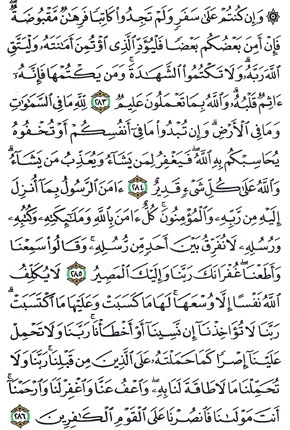 ۞ وَإِن كُنتُمْ عَلَىٰ سَفَرٍ وَلَمْ تَجِدُوا۟ كَاتِبًا فَرِهَـٰنٌ مَّقْبُوضَةٌ ۖ
فَإِنْ أَمِنَ بَعْضُكُم بَعْضًا فَلْيُؤَدِّ ٱلَّذِى ٱؤْتُمِنَ أَمَـٰنَتَهُۥ وَلْيَتَّقِ
ٱللَّهَ رَبَّهُۥ ۗ وَلَا تَكْتُمُوا۟ ٱلشَّهَـٰدَةَ ۚ وَمَن يَكْتُمْهَا فَإِنَّهُۥٓ
ءَاثِمٌ قَلْبُهُۥ ۗ وَٱللَّهُ بِمَا تَعْمَلُونَ عَلِيمٌ ٢٨٣ لِّلَّهِ مَا فِى ٱلسَّمَـٰوَٰتِ
وَمَا فِى ٱلْأَرْضِ ۗ وَإِن تُبْدُوا۟ مَا فِىٓ أَنفُسِكُمْ أَوْ تُخْفُوهُ
يُحَاسِبْكُم بِهِ ٱللَّهُ ۖ فَيَغْفِرُ لِمَن يَشَآءُ وَيُعَذِّبُ مَن يَشَآءُ ۗ
وَٱللَّهُ عَلَىٰ كُلِّ شَىْءٍ قَدِيرٌ ٢٨٤ ءَامَنَ ٱلرَّسُولُ بِمَآ أُنزِلَ
إِلَيْهِ مِن رَّبِّهِۦ وَٱلْمُؤْمِنُونَ ۚ كُلٌّ ءَامَنَ بِٱللَّهِ وَمَلَـٰٓئِكَتِهِۦ وَكُتُبِهِۦ
وَرُسُلِهِۦ لَا نُفَرِّقُ بَيْنَ أَحَدٍ مِّن رُّسُلِهِۦ ۚ وَقَالُوا۟ سَمِعْنَا
وَأَطَعْنَا ۖ غُفْرَانَكَ رَبَّنَا وَإِلَيْكَ ٱلْمَصِيرُ ٢٨٥ لَا يُكَلِّفُ
ٱللَّهُ نَفْسًا إِلَّا وُسْعَهَا ۚ لَهَا مَا كَسَبَتْ وَعَلَيْهَا مَا ٱكْتَسَبَتْ ۗ
رَبَّنَا لَا تُؤَاخِذْنَآ إِن نَّسِينَآ أَوْ أَخْطَأْنَا ۚ رَبَّنَا وَلَا تَحْمِلْ
عَلَيْنَآ إِصْرًا كَمَا حَمَلْتَهُۥ عَلَى ٱلَّذِينَ مِن قَبْلِنَا ۚ رَبَّنَا وَلَا
تُحَمِّلْنَا مَا لَا طَاقَةَ لَنَا بِهِۦ ۖ وَٱعْفُ عَنَّا وَٱغْفِرْ لَنَا وَٱرْحَمْنَآ ۚ
أَنتَ مَوْلَىٰنَا فَٱنصُرْنَا عَلَى ٱلْقَوْمِ ٱلْكَـٰفِرِينَ ٢٨٦